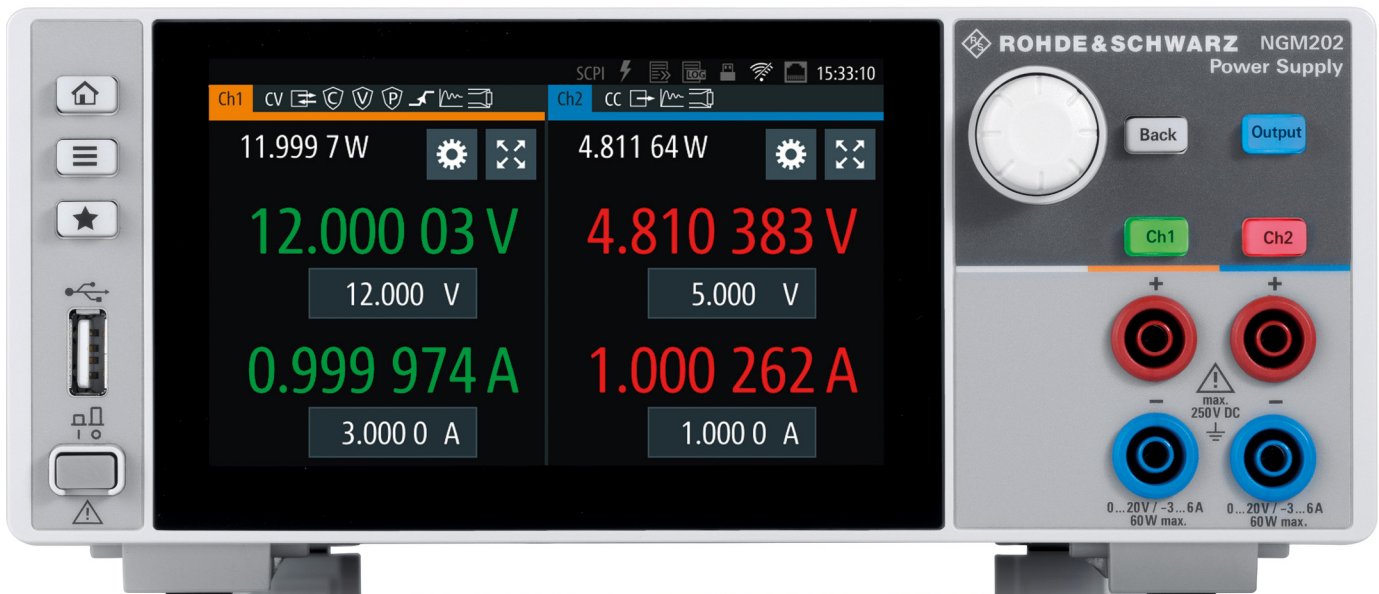 ROHDE & SCHWARZ NGM202
Power Supply
SCPI LOG 15:33:10
Ch1 CV C V P
Ch2 CC
11.999 7 W
4.811 64 W
12.000 03 V
4.810 383 V
12.000 V
5.000 V
0.999 974 A
1.000 262 A
3.000 0 A
1.000 0 A
Back
Output
Ch1
Ch2
+ +
max.
250V DC
- -
I O
0...20V / -3...6A
60W max.
0...20V / -3...6A
60W max.